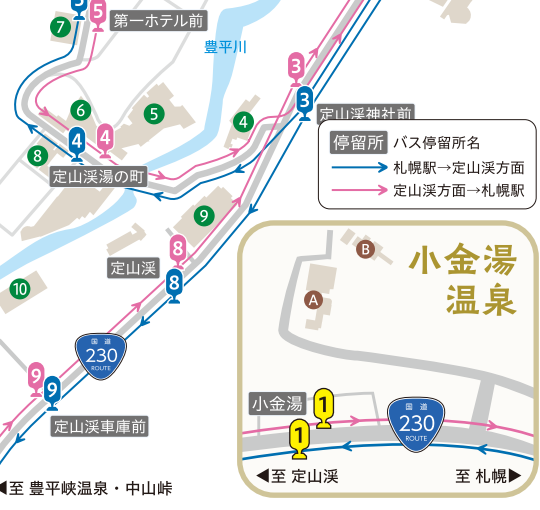 5
5
7
第一ホテル前
豊平川
3
3
定山渓神社前
6
5
4
4
4
8
定山渓湯の町
停留所 バス停留所名
札幌駅→定山渓方面
定山渓方面→札幌駅
9
8
定山渓
8
10
国道
230
ROUTE
9
9
定山渓車庫前
◀至 豊平峡温泉・中山峠
小金湯
温泉
B
A
小金湯
1
1
国道
230
ROUTE
◀至 定山渓
至 札幌▶